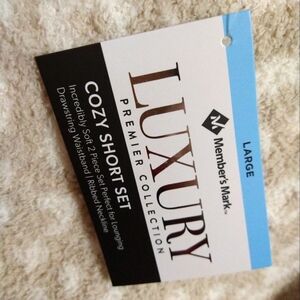 LARGE
Member's Mark™
LUXURY
PREMIER COLLECTION
COZY SHORT SET
Incredibly Soft 2 Piece Set Perfect for Lounging
Drawstring Waistband | Ribbed Neckline